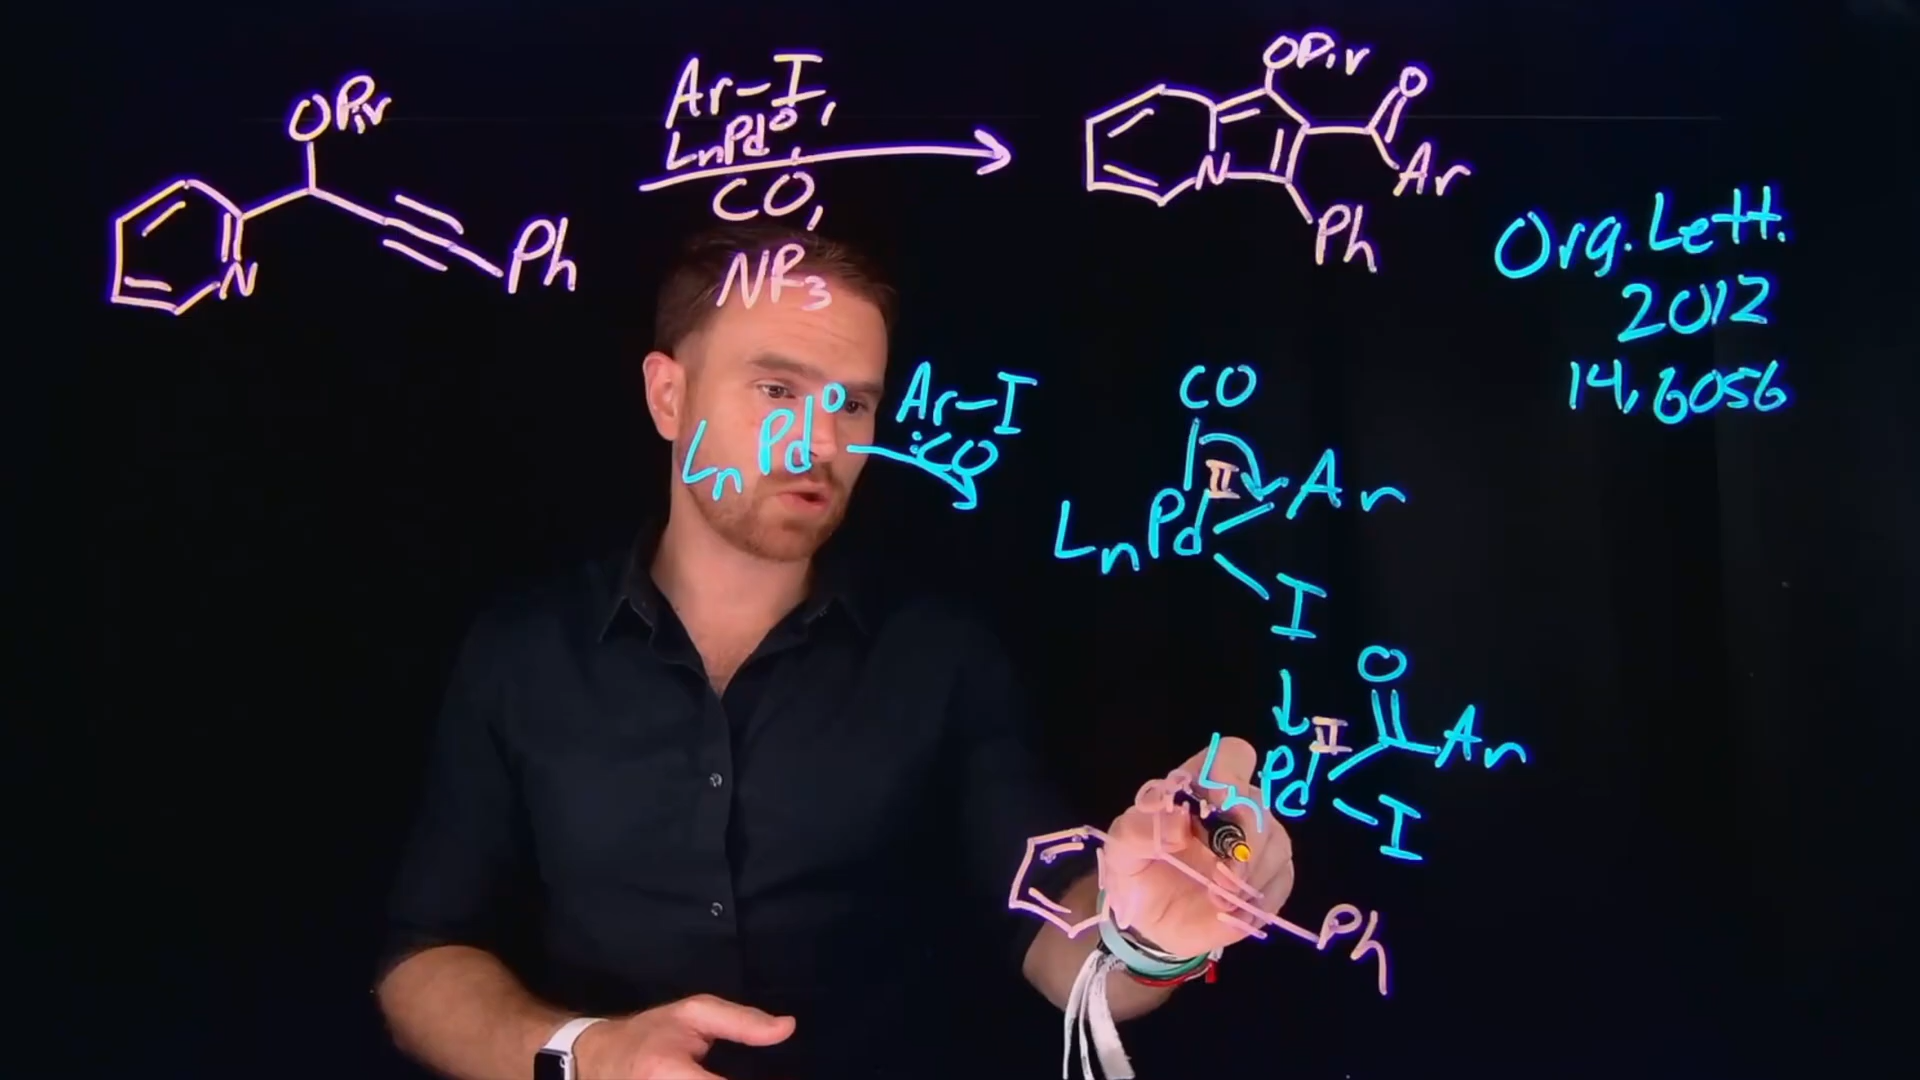 OPiv
N
Ph
Ar-I,
LnPd⁰,
CO,
NR₃
OPiv
O
N
Ar
Ph
Org. Lett.
2012
14, 6056
LnPd⁰
Ar-I
:CO
CO
LnPd II Ar
I
O
LnPd II Ar
I
Ph